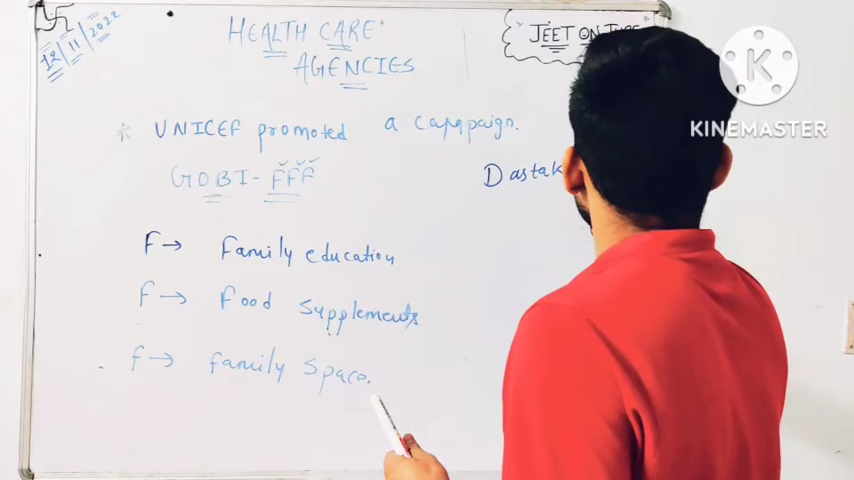 12/11/2022
HEALTH CARE
AGENCIES
JEET ON
KINEMASTER
* UNICEF promoted a campaign.
GOBI - FFF
Dastak
F → Family education
F → Food Supplements
F → family Space.